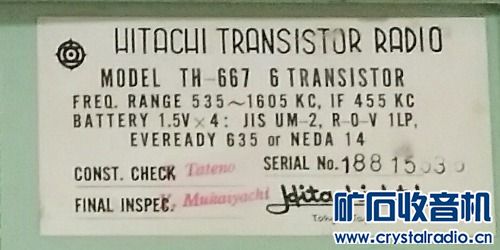 HITACHI TRANSISTOR RADIO
MODEL TH-667 6 TRANSISTOR
FREQ. RANGE 535~1605 KC, IF 455 KC
BATTERY 1.5V×4: JIS UM-2, R-O-V 1LP,
EVEREADY 635 or NEDA 14
CONST. CHECK Tateno SERIAL No.
FINAL INSPEC. Y. Mukaiyachi Hitachi, Ltd.
矿石收音机
www.crystalradio.cn